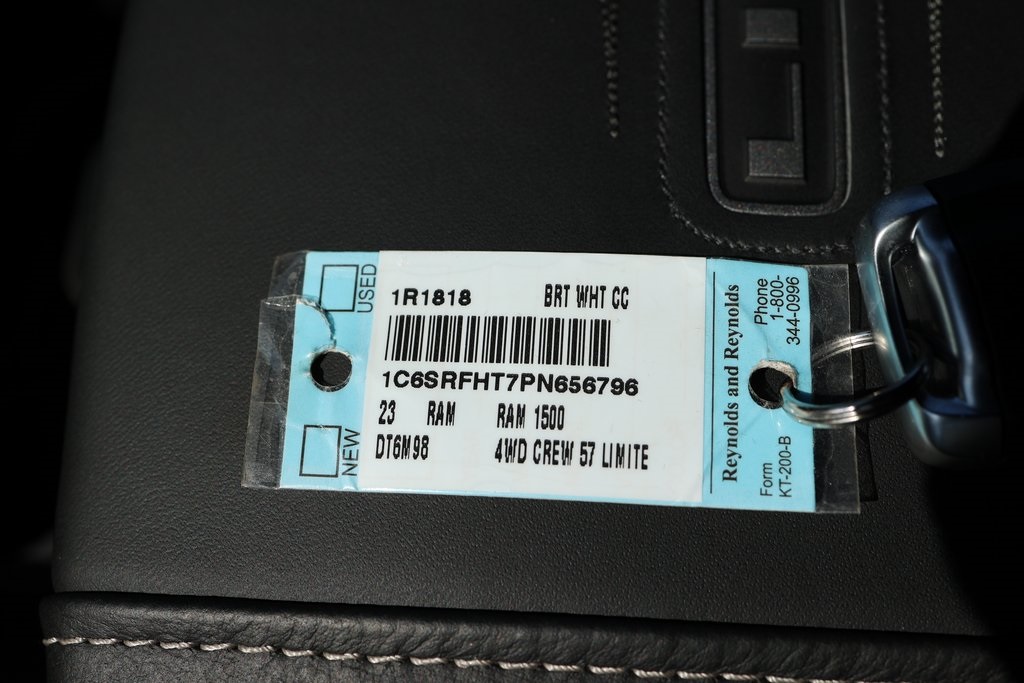 USED
NEW
1R1818 BRT WHT CC
1C6SRFHT7PN656796
23 RAM RAM 1500
DT6M98 4WD CREW 57 LIMITE
Reynolds and Reynolds
Phone
1-800-
344-0996
Form
KT-200-B